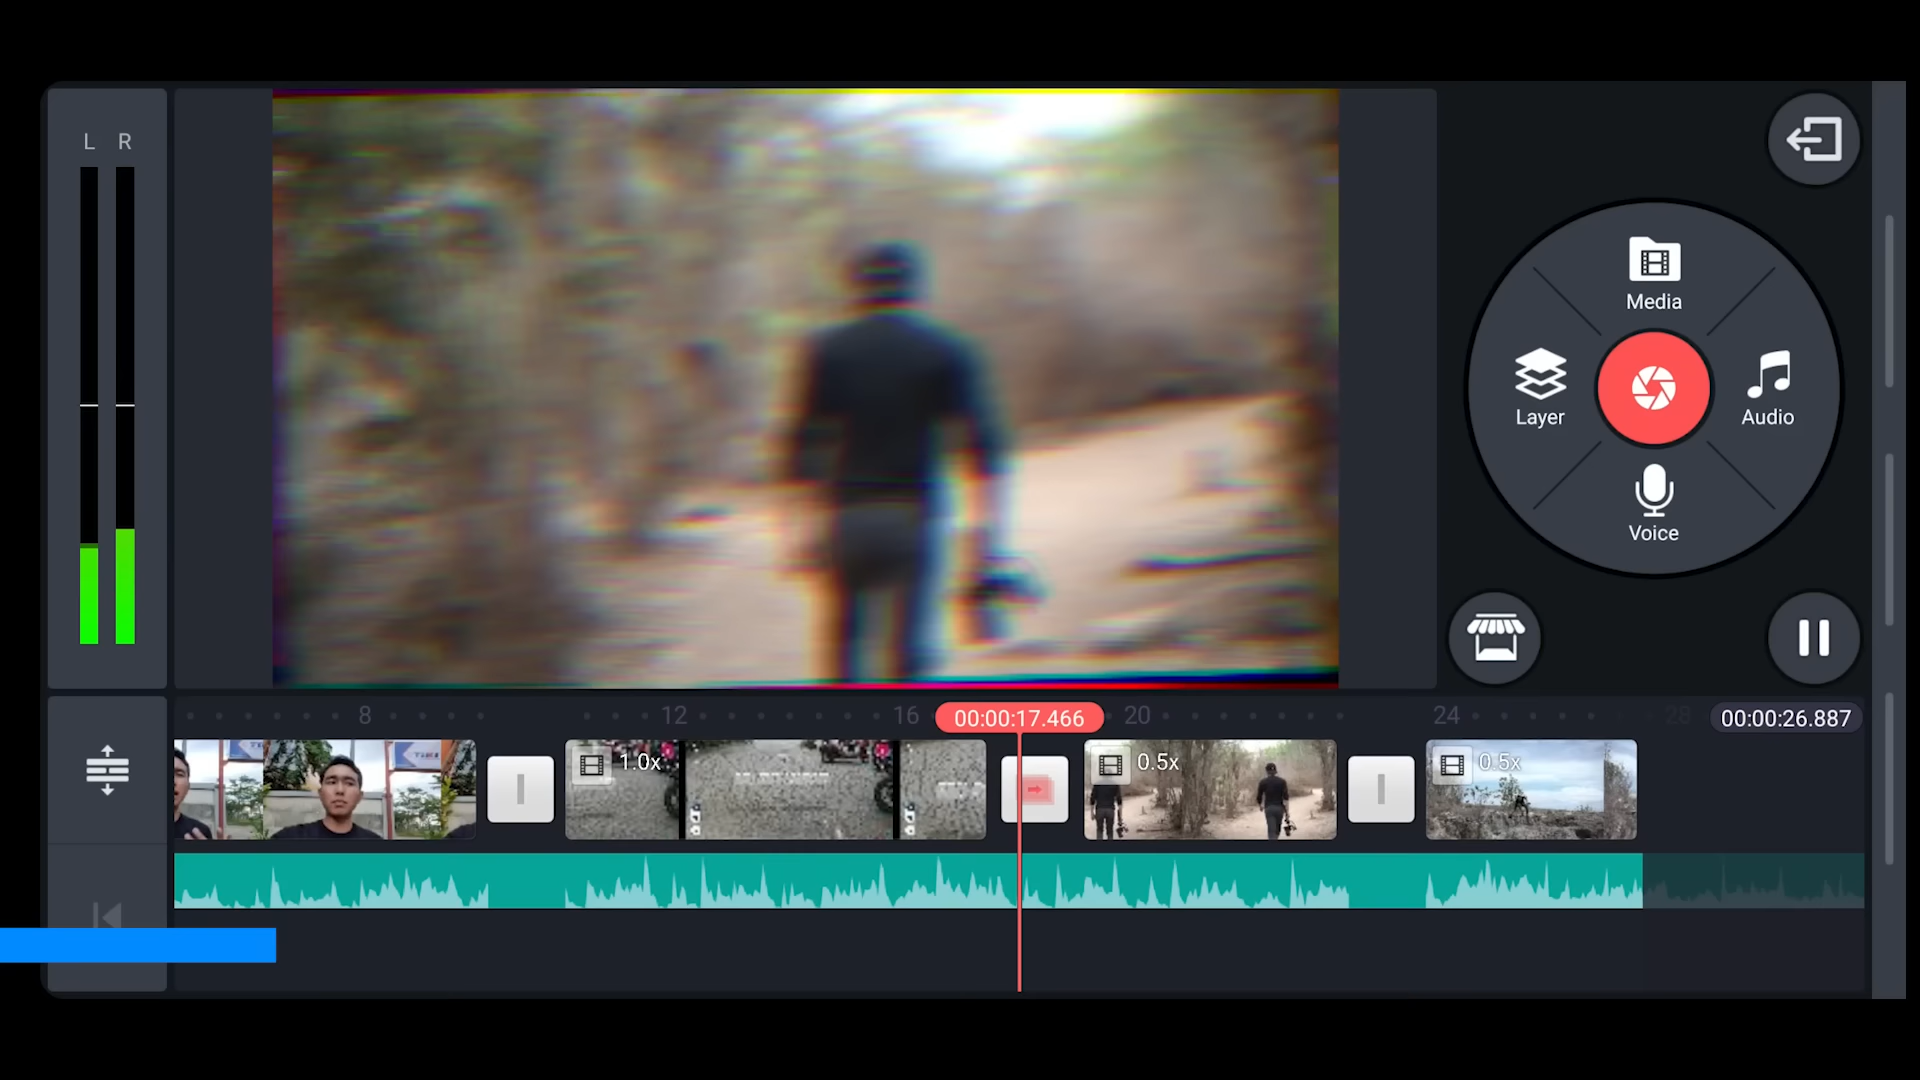 L R
Media
Layer
Audio
Voice
8
12
16
00:00:17.466
20
24
28
00:00:26.887
1.0x
0.5x
0.5x